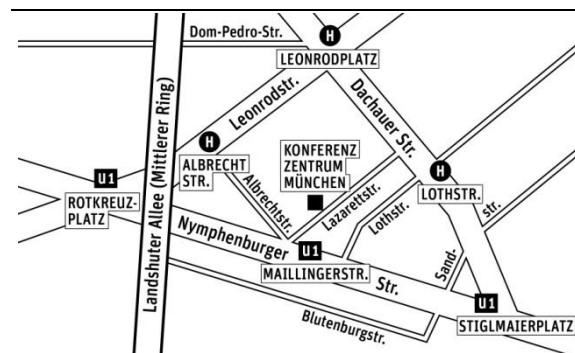 Dom-Pedro-Str.
H
LEONRODPLATZ
Landshuter Allee (Mittlerer Ring)
Leonrodstr.
Dachauer Str.
H
ALBRECHT
STR.
KONFERENZ
ZENTRUM
MÜNCHEN
H
LOTHSTR.
U1
ROTKREUZ-
PLATZ
Albrechtstr.
Lazarettstr.
Lothstr.
Sand-
str.
Nymphenburger
Str.
U1
MAILLINGERSTR.
Blutenburgstr.
U1
STIGLMAIERPLATZ